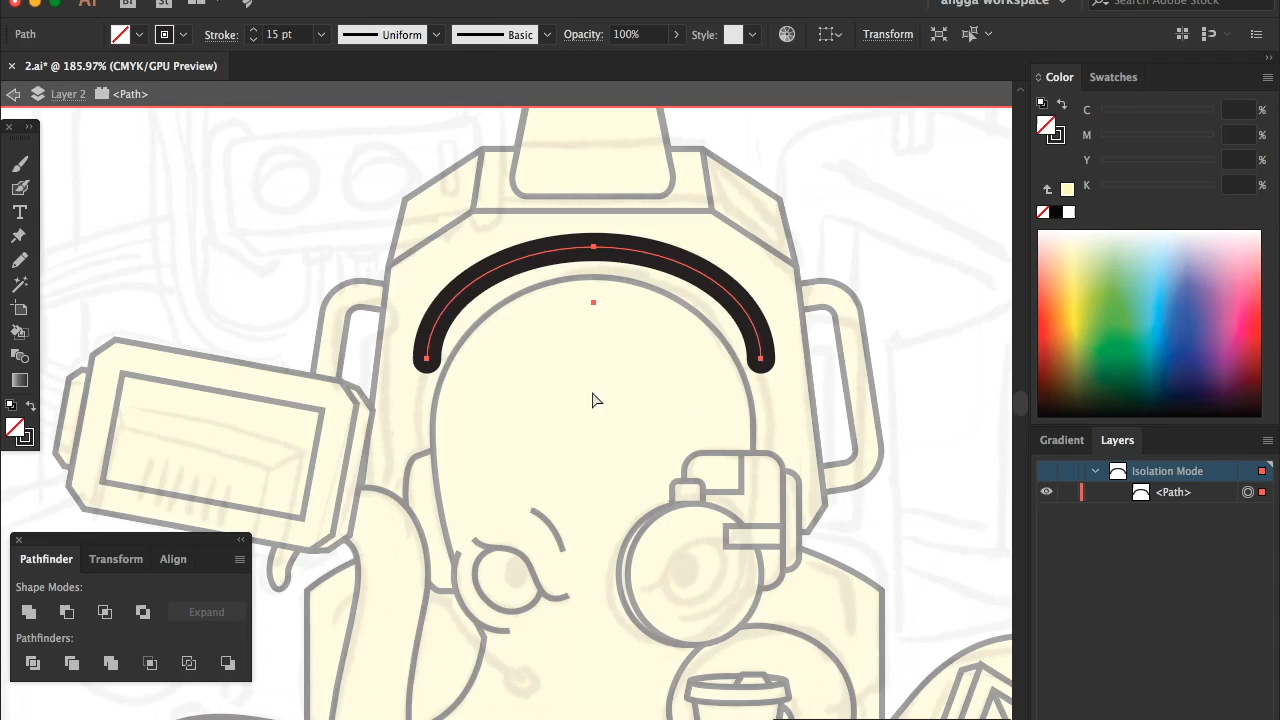 Ai
Br
St
angga workspace
Search Adobe Stock
Path
Stroke:
15 pt
Uniform
Basic
Opacity:
100%
Style:
Transform
2.ai* @ 185.97% (CMYK/GPU Preview)
Layer 2
<Path>
Color
Swatches
C
%
M
%
Y
%
K
%
Gradient
Layers
Isolation Mode
<Path>
Pathfinder
Transform
Align
Shape Modes:
Expand
Pathfinders: